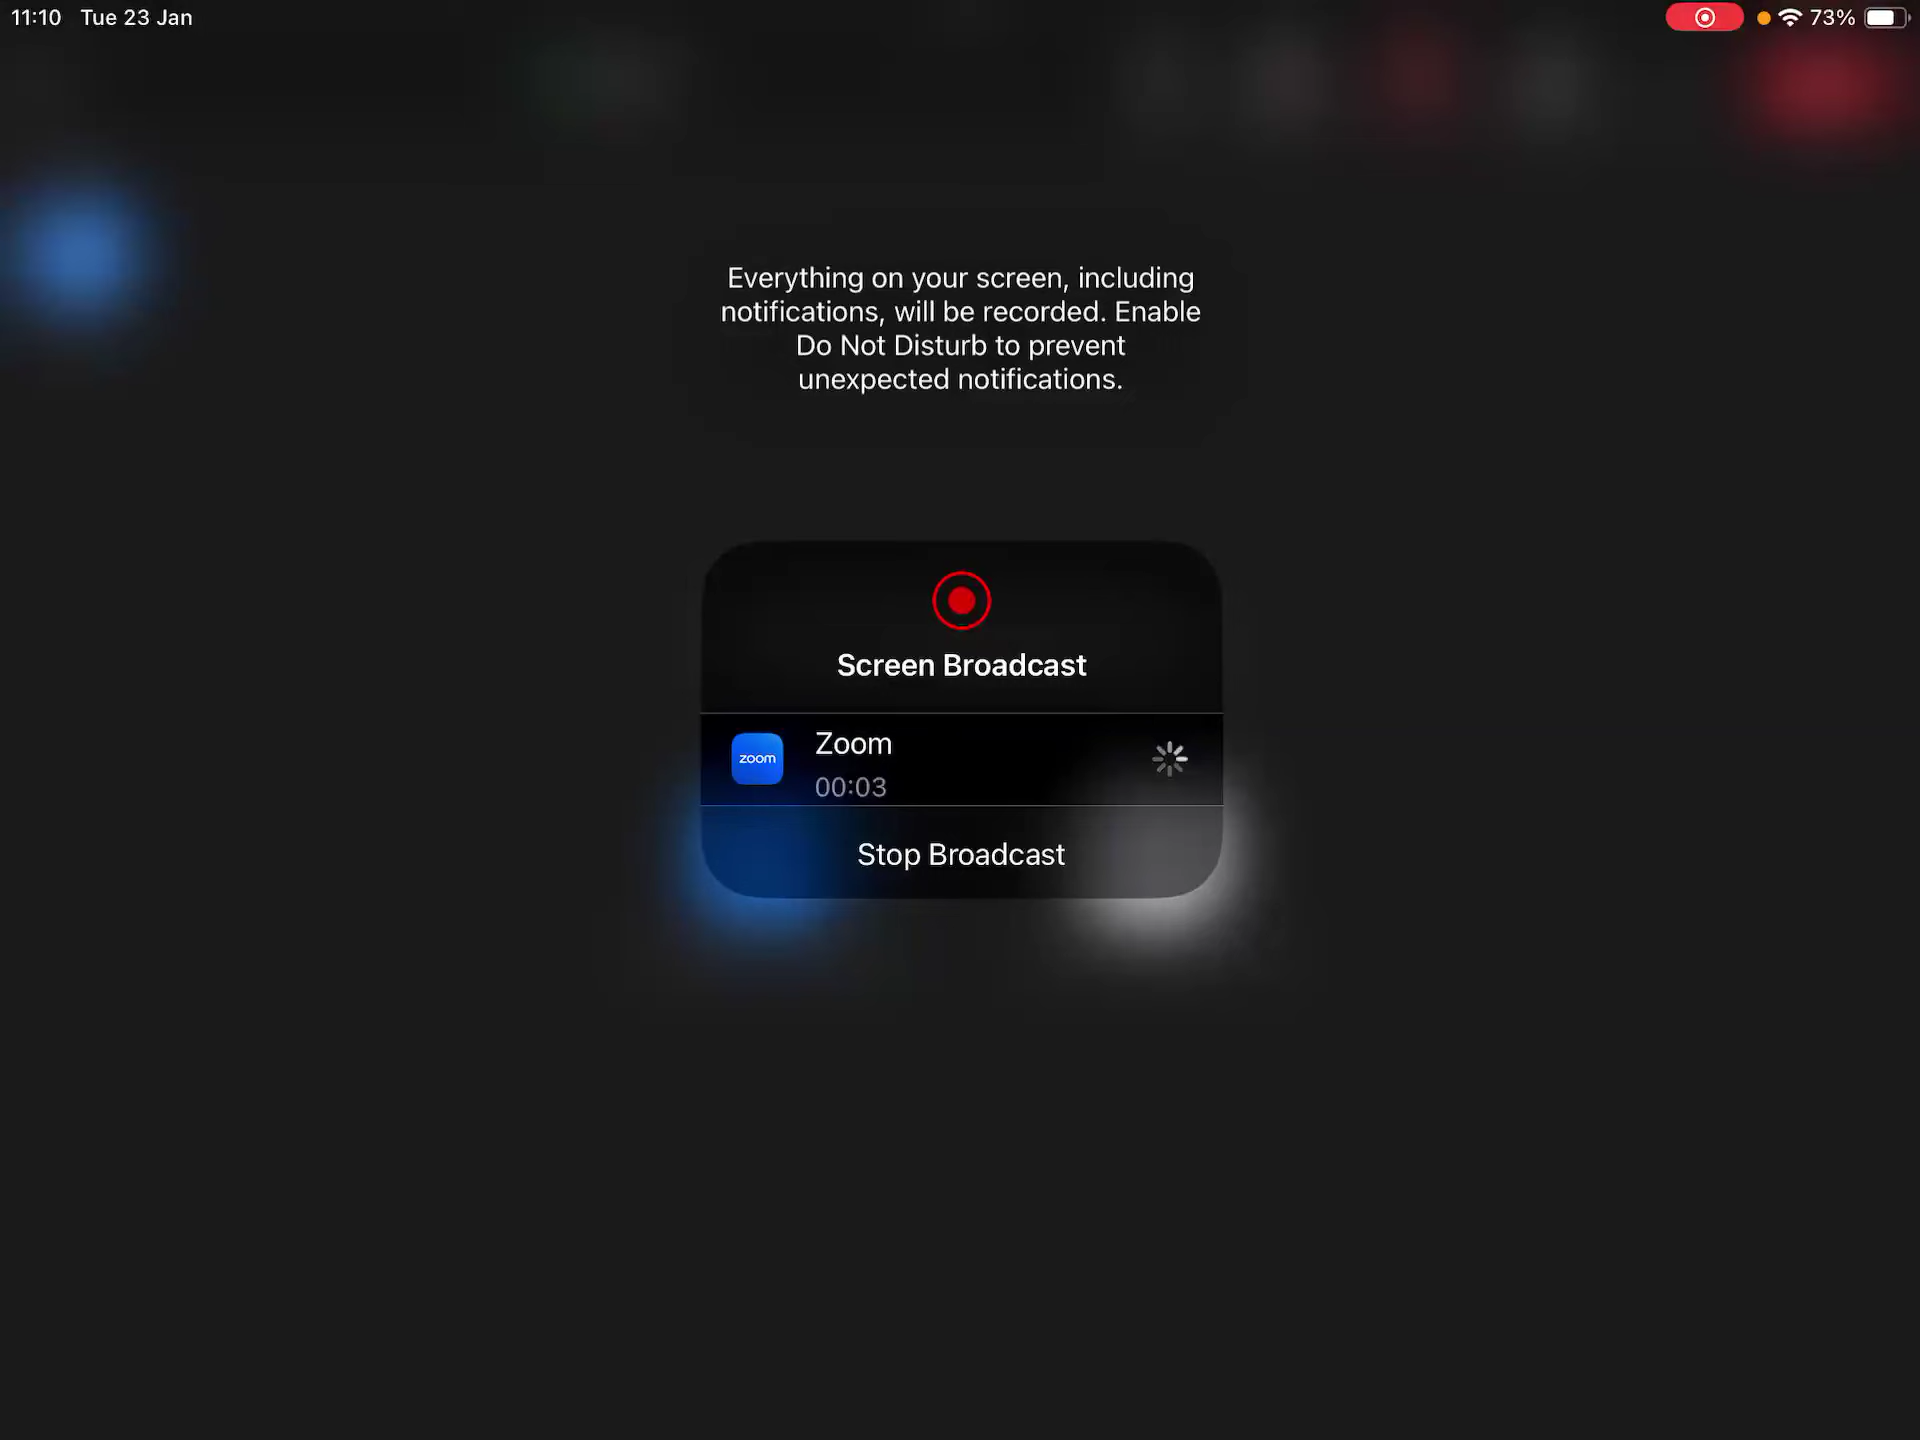 11:10 Tue 23 Jan 73%
Everything on your screen, including
notifications, will be recorded. Enable
Do Not Disturb to prevent
unexpected notifications.
Screen Broadcast
zoom Zoom
00:03
Stop Broadcast